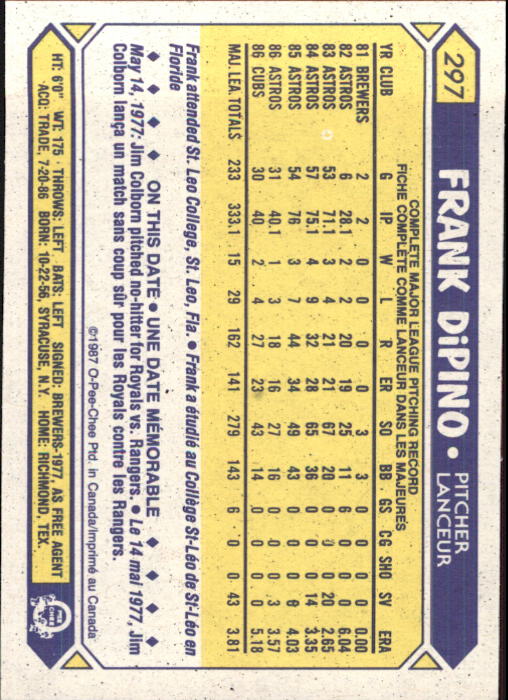 297
FRANK DiPINO • PITCHER
LANCEUR
COMPLETE MAJOR LEAGUE PITCHING RECORD
FICHE COMPLÈTE COMME LANCEUR DANS LES MAJEURES
YR CLUB G IP W L R ER SO BB GS CG SHO SV ERA
81 BREWERS 2 2 0 0 0 0 3 3 0 0 0 0 0.00
82 ASTROS 6 28.1 2 2 20 19 25 11 6 0 0 0 6.04
83 ASTROS 53 71.1 3 4 21 21 67 20 0 0 0 20 2.65
84 ASTROS 57 75.1 4 9 32 28 65 36 0 0 0 14 3.35
85 ASTROS 54 76 3 7 44 34 49 43 0 0 0 6 4.03
86 ASTROS 31 40.1 1 3 18 16 27 16 0 0 0 3 3.57
86 CUBS 30 40 2 4 27 23 43 14 0 0 0 0 5.18
MAJ. LEA. TOTALS 233 333.1 15 29 162 141 279 143 6 0 0 43 3.81
Frank attended St. Leo College, St. Leo, Fla. • Frank a étudié au Collège St-Léo de St-Léo en
Floride
ON THIS DATE • UNE DATE MÉMORABLE
May 14, 1977: Jim Colborn pitched no-hitter for Royals vs. Rangers. • Le 14 mai 1977, Jim
Colborn lança un match sans coup sûr pour les Royals contre les Rangers.
©1987 O-Pee-Chee Ptd. in Canada/Imprimé au Canada
HT: 6'0" WT: 175 THROWS: LEFT BATS: LEFT SIGNED: BREWERS-1977, AS FREE AGENT
ACQ: TRADE, 7-20-86 BORN: 10-22-56, SYRACUSE, N.Y. HOME: RICHMOND, TEX.
O PEE CHEE